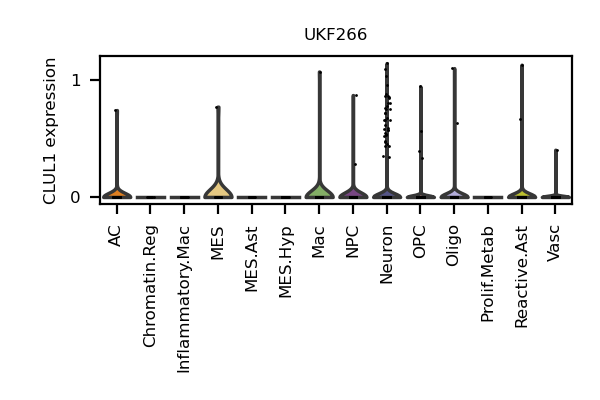 UKF266
CLUL1 expression
1
0
AC
Chromatin.Reg
Inflammatory.Mac
MES
MES.Ast
MES.Hyp
Mac
NPC
Neuron
OPC
Oligo
Prolif.Metab
Reactive.Ast
Vasc